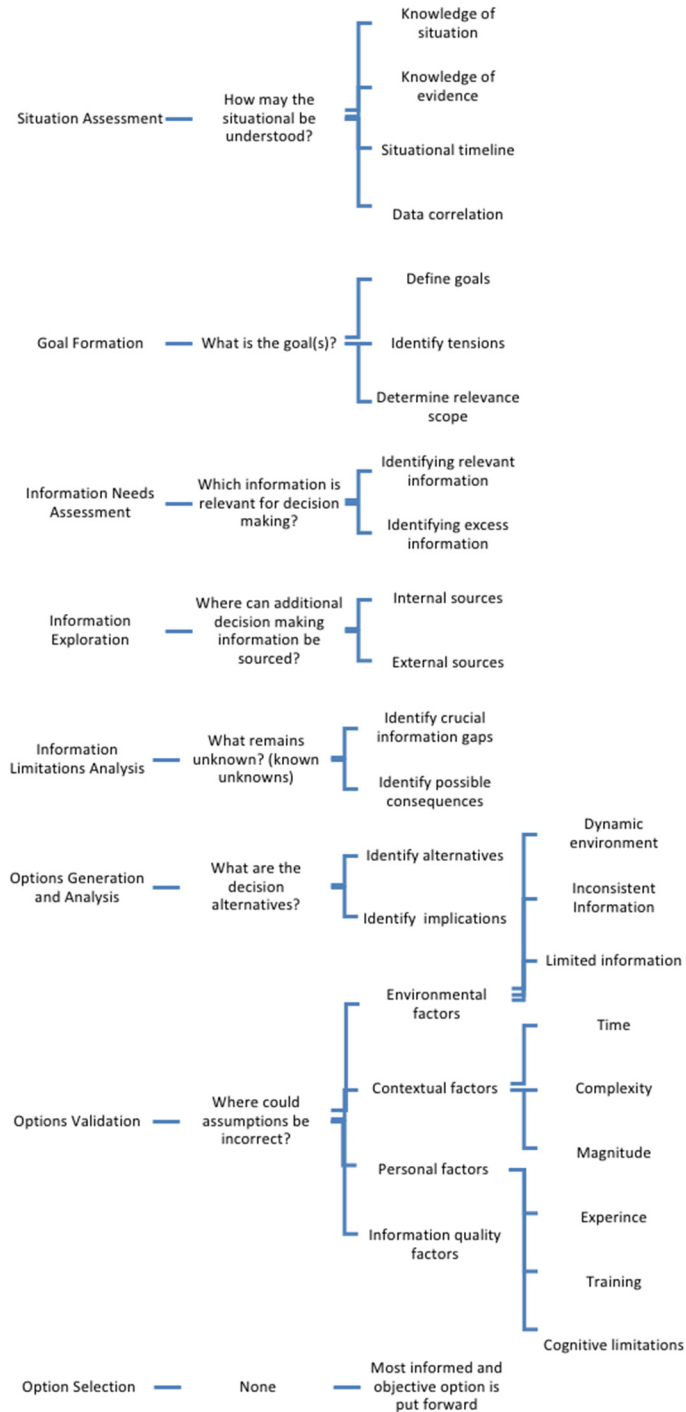 Situation Assessment
How may the
situational be
understood?
Knowledge of
situation
Knowledge of
evidence
Situational timeline
Data correlation
Goal Formation
What is the goal(s)?
Define goals
Identify tensions
Determine relevance
scope
Information Needs
Assessment
Which information is
relevant for decision
making?
Identifying relevant
information
Identifying excess
information
Information
Exploration
Where can additional
decision making
information be
sourced?
Internal sources
External sources
Information
Limitations Analysis
What remains
unknown? (known
unknowns)
Identify crucial
information gaps
Identify possible
consequences
Options Generation
and Analysis
What are the
decision
alternatives?
Identify alternatives
Identify implications
Options Validation
Where could
assumptions be
incorrect?
Environmental
factors
Dynamic
environment
Inconsistent
Information
Limited information
Contextual factors
Time
Complexity
Magnitude
Personal factors
Experince
Training
Cognitive limitations
Information quality
factors
Option Selection
None
Most informed and
objective option is
put forward